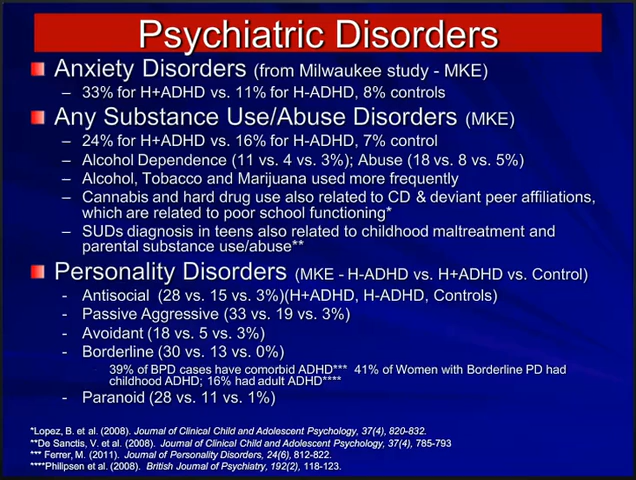 Psychiatric Disorders
Anxiety Disorders (from Milwaukee study - MKE)
– 33% for H+ADHD vs. 11% for H-ADHD, 8% controls
Any Substance Use/Abuse Disorders (MKE)
– 24% for H+ADHD vs. 16% for H-ADHD, 7% control
– Alcohol Dependence (11 vs. 4 vs. 3%); Abuse (18 vs. 8 vs. 5%)
– Alcohol, Tobacco and Marijuana used more frequently
– Cannabis and hard drug use also related to CD & deviant peer affiliations,
which are related to poor school functioning*
– SUDs diagnosis in teens also related to childhood maltreatment and
parental substance use/abuse**
Personality Disorders (MKE - H-ADHD vs. H+ADHD vs. Control)
- Antisocial (28 vs. 15 vs. 3%)(H+ADHD, H-ADHD, Controls)
- Passive Aggressive (33 vs. 19 vs. 3%)
- Avoidant (18 vs. 5 vs. 3%)
- Borderline (30 vs. 13 vs. 0%)
39% of BPD cases have comorbid ADHD*** 41% of Women with Borderline PD had
childhood ADHD; 16% had adult ADHD****
- Paranoid (28 vs. 11 vs. 1%)
*Lopez, B. et al. (2008). Journal of Clinical Child and Adolescent Psychology, 37(4), 820-832.
**De Sanctis, V. et al. (2008). Journal of Clinical Child and Adolescent Psychology, 37(4), 785-793
*** Ferrer, M. (2011). Journal of Personality Disorders, 24(6), 812-822.
****Philipsen et al. (2008). British Journal of Psychiatry, 192(2), 118-123.